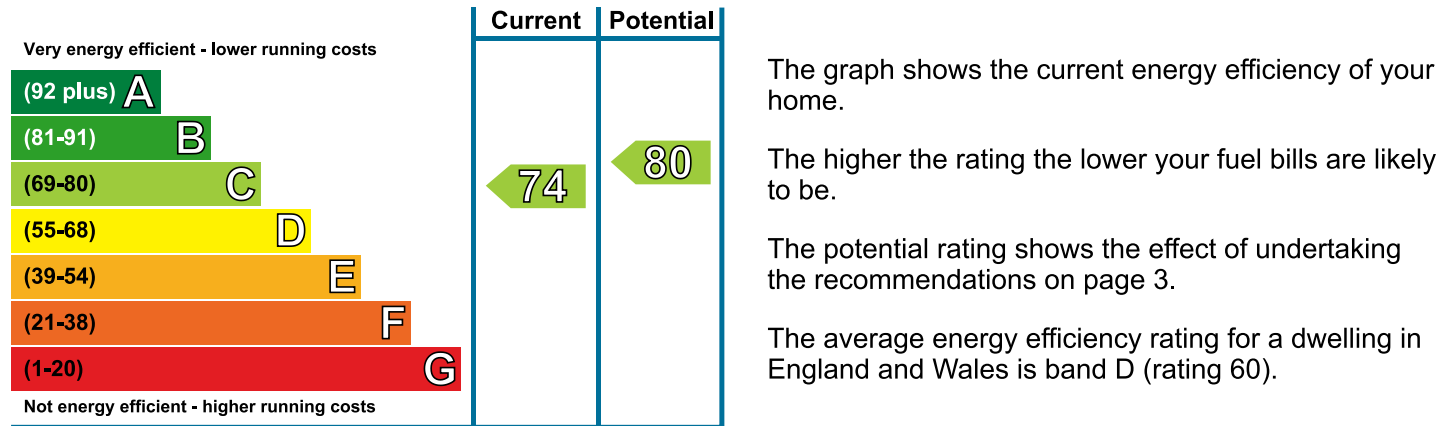 Current Potential
Very energy efficient - lower running costs
(92 plus) A
(81-91) B
(69-80) C
(55-68) D
(39-54) E
(21-38) F
(1-20) G
Not energy efficient - higher running costs
74
80
The graph shows the current energy efficiency of your
home.
The higher the rating the lower your fuel bills are likely
to be.
The potential rating shows the effect of undertaking
the recommendations on page 3.
The average energy efficiency rating for a dwelling in
England and Wales is band D (rating 60).